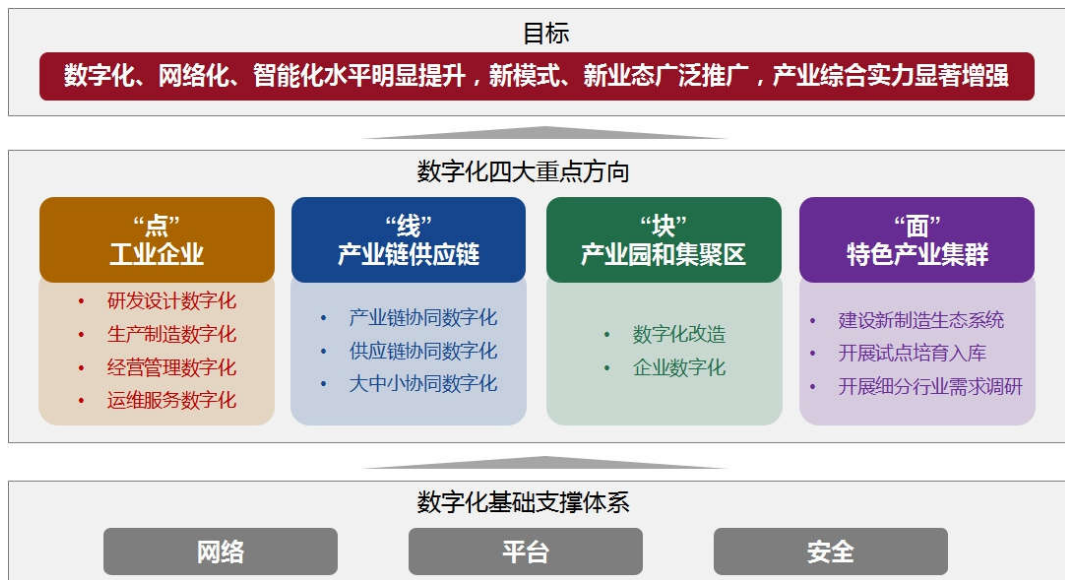 目标
数字化、网络化、智能化水平明显提升，新模式、新业态广泛推广，产业综合实力显著增强
数字化四大重点方向
“点”
工业企业
• 研发设计数字化
• 生产制造数字化
• 经营管理数字化
• 运维服务数字化
“线”
产业链供应链
• 产业链协同数字化
• 供应链协同数字化
• 大中小协同数字化
“块”
产业园和集聚区
• 数字化改造
• 企业数字化
“面”
特色产业集群
• 建设新制造生态系统
• 开展试点培育入库
• 开展细分行业需求调研
数字化基础支撑体系
网络
平台
安全